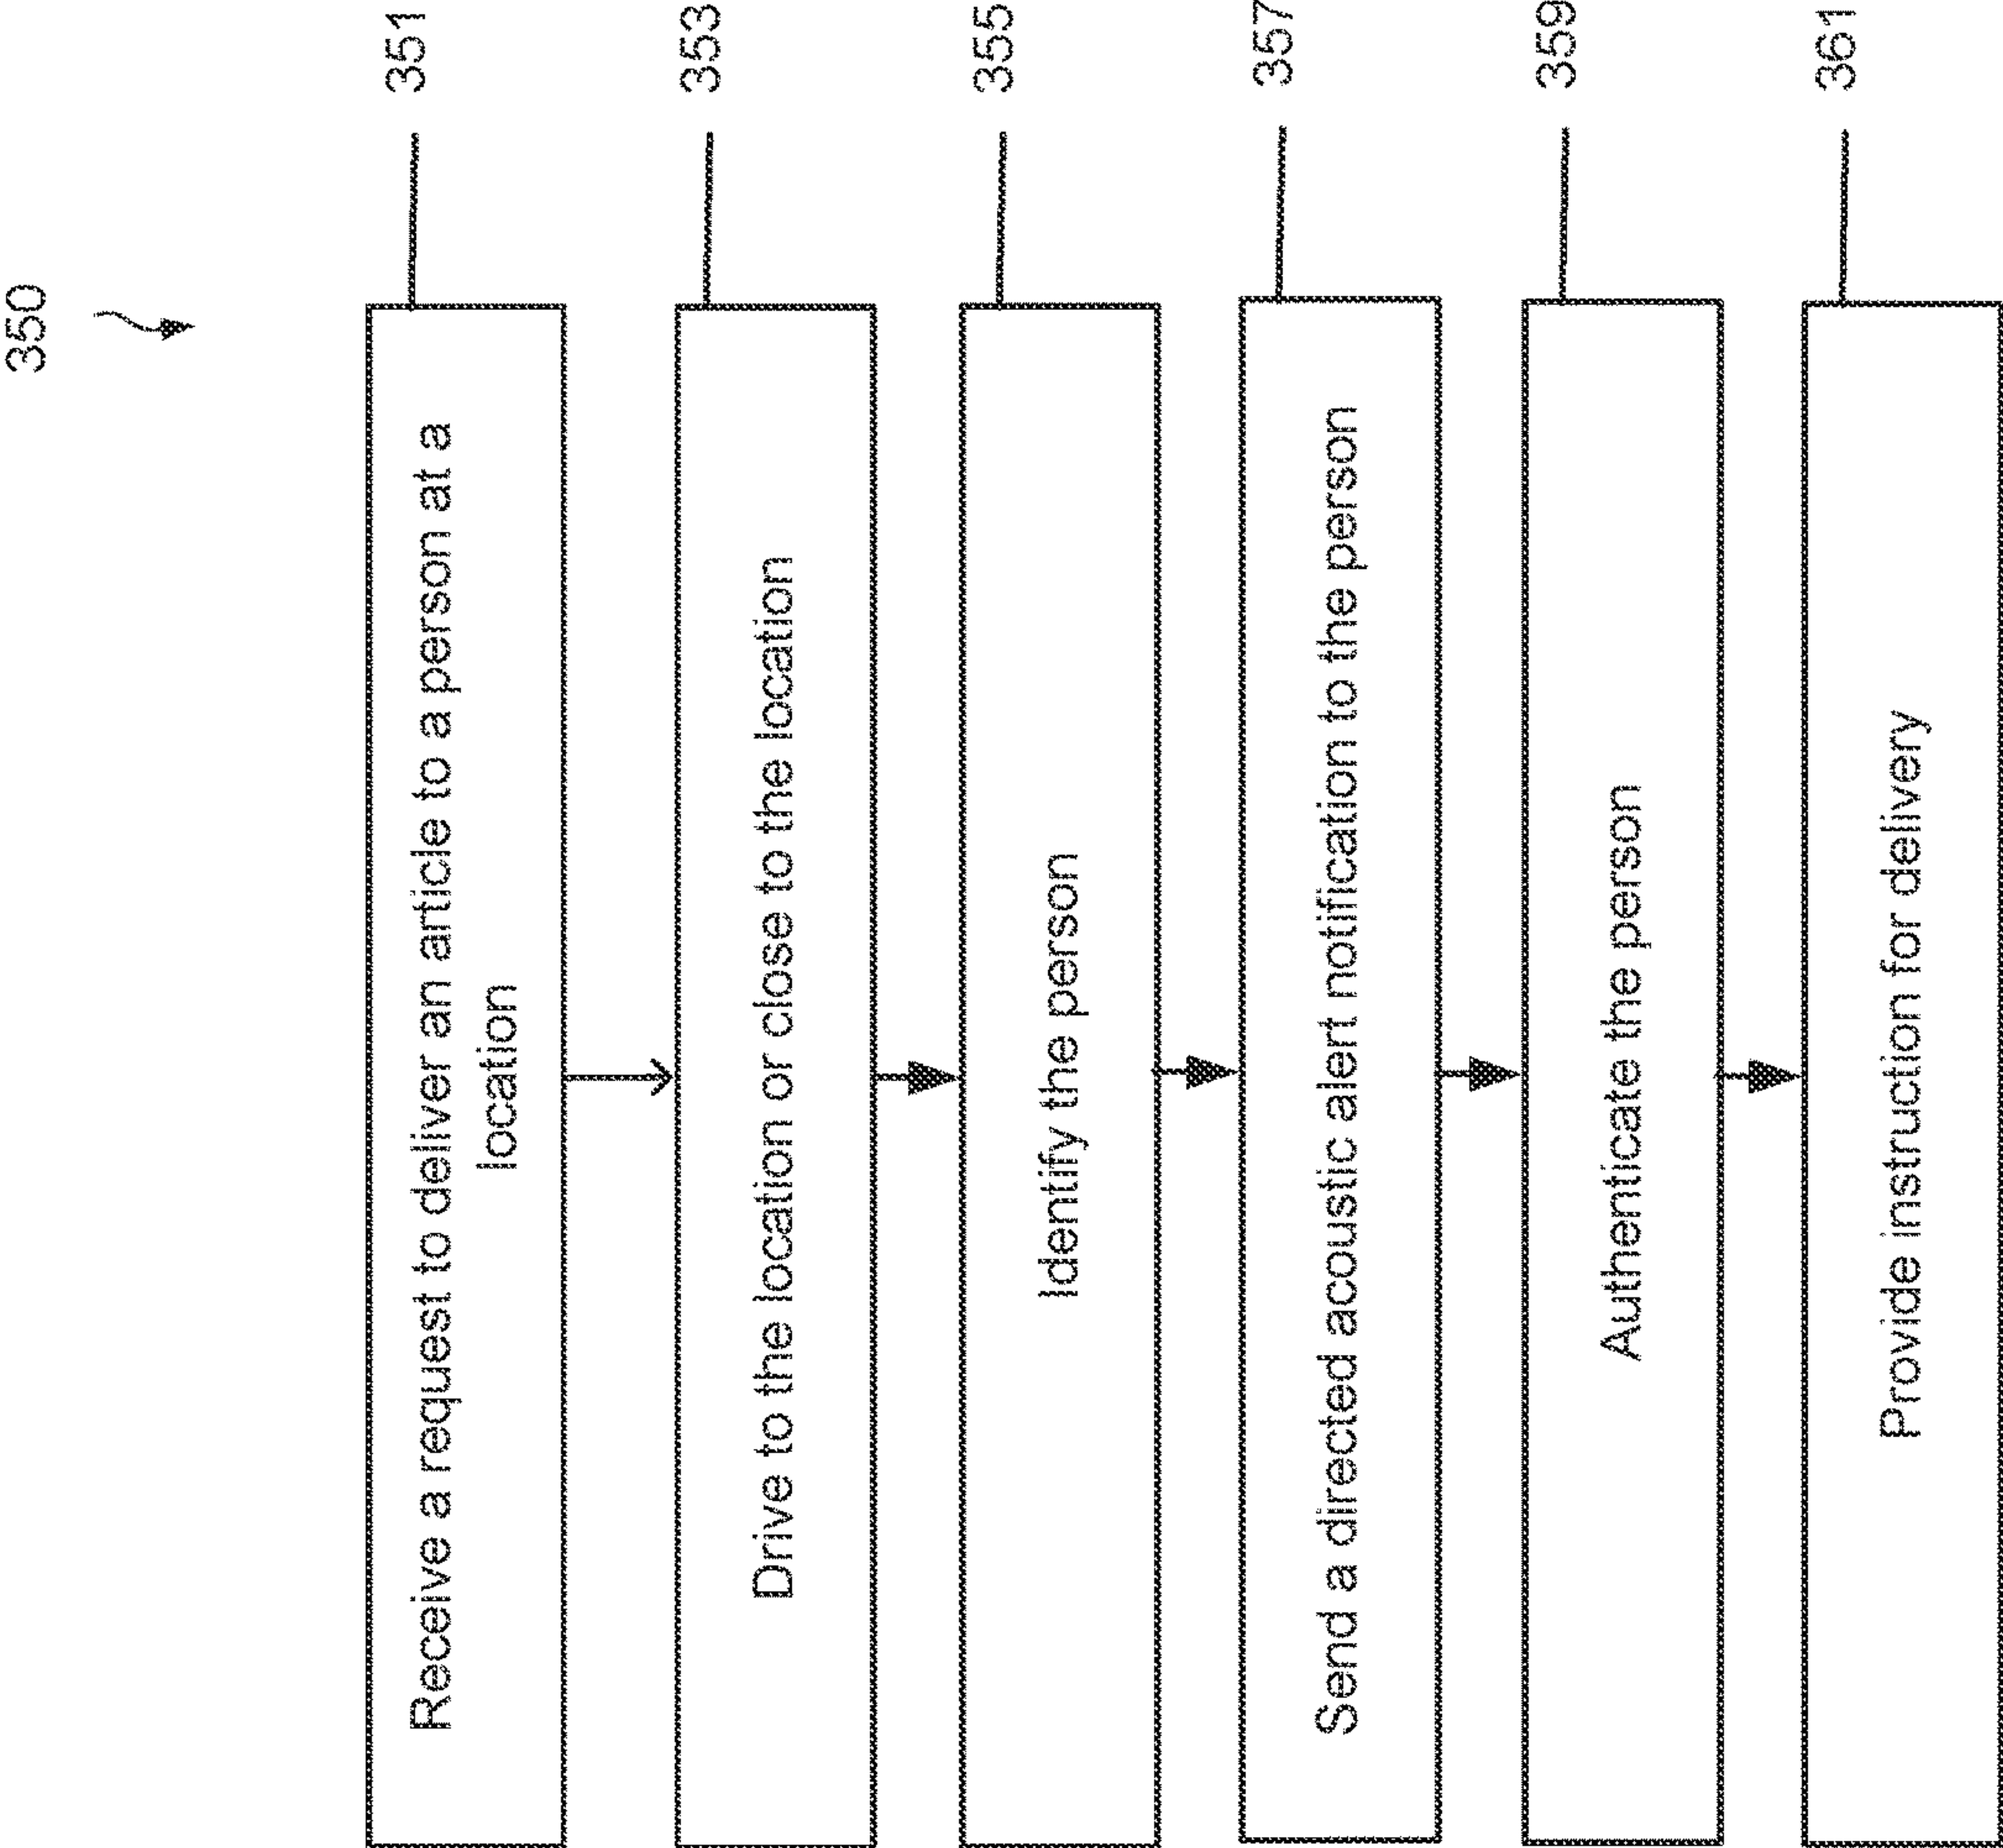 350
Receive a request to deliver an article to a person at a
location
351
Drive to the location or close to the location
353
Identify the person
355
Send a directed acoustic alert notification to the person
357
Authenticate the person
359
Provide instruction for delivery
361